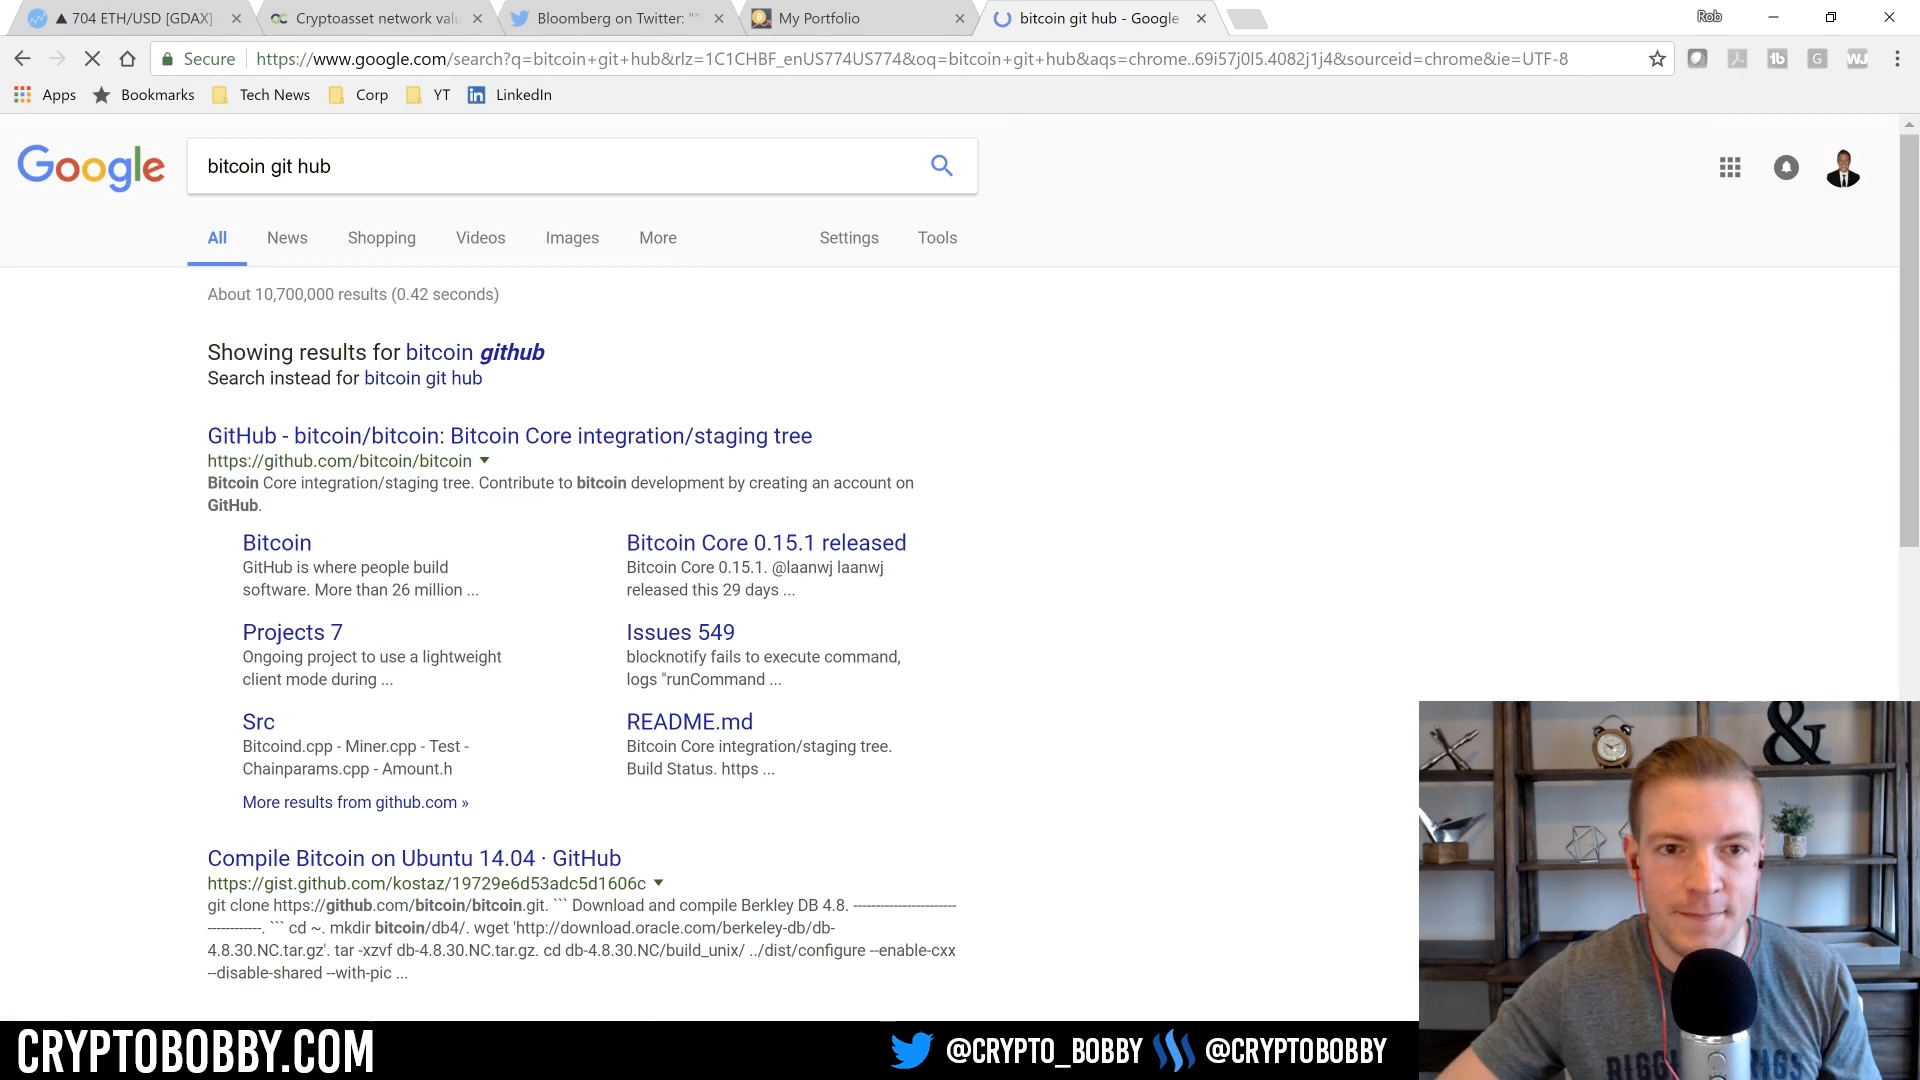 ▲ 704 ETH/USD [GDAX]
Cryptoasset network valu
Bloomberg on Twitter: "
My Portfolio
bitcoin git hub - Google
Rob
Secure
https://www.google.com/search?q=bitcoin+git+hub&rlz=1C1CHBF_enUS774US774&oq=bitcoin+git+hub&aqs=chrome..69i57j0l5.4082j1j4&sourceid=chrome&ie=UTF-8
Apps
Bookmarks
Tech News
Corp
YT
LinkedIn
Google
bitcoin git hub
All
News
Shopping
Videos
Images
More
Settings
Tools
About 10,700,000 results (0.42 seconds)
Showing results for bitcoin github
Search instead for bitcoin git hub
GitHub - bitcoin/bitcoin: Bitcoin Core integration/staging tree
https://github.com/bitcoin/bitcoin
Bitcoin Core integration/staging tree. Contribute to bitcoin development by creating an account on
GitHub.
Bitcoin
GitHub is where people build
software. More than 26 million ...
Bitcoin Core 0.15.1 released
Bitcoin Core 0.15.1. @laanwj laanwj
released this 29 days ...
Projects 7
Ongoing project to use a lightweight
client mode during ...
Issues 549
blocknotify fails to execute command,
logs "runCommand ...
Src
Bitcoind.cpp - Miner.cpp - Test -
Chainparams.cpp - Amount.h
README.md
Bitcoin Core integration/staging tree.
Build Status. https ...
More results from github.com »
Compile Bitcoin on Ubuntu 14.04 · GitHub
https://gist.github.com/kostaz/19729e6d53adc5d1606c
git clone https://github.com/bitcoin/bitcoin.git. ``` Download and compile Berkley DB 4.8. -----------------------
------------. ``` cd ~. mkdir bitcoin/db4/. wget 'http://download.oracle.com/berkeley-db/db-
4.8.30.NC.tar.gz'. tar -xzvf db-4.8.30.NC.tar.gz. cd db-4.8.30.NC/build_unix/ ../dist/configure --enable-cxx
--disable-shared --with-pic ...
&
CRYPTOBOBBY.COM
@CRYPTO_BOBBY
@CRYPTOBOBBY